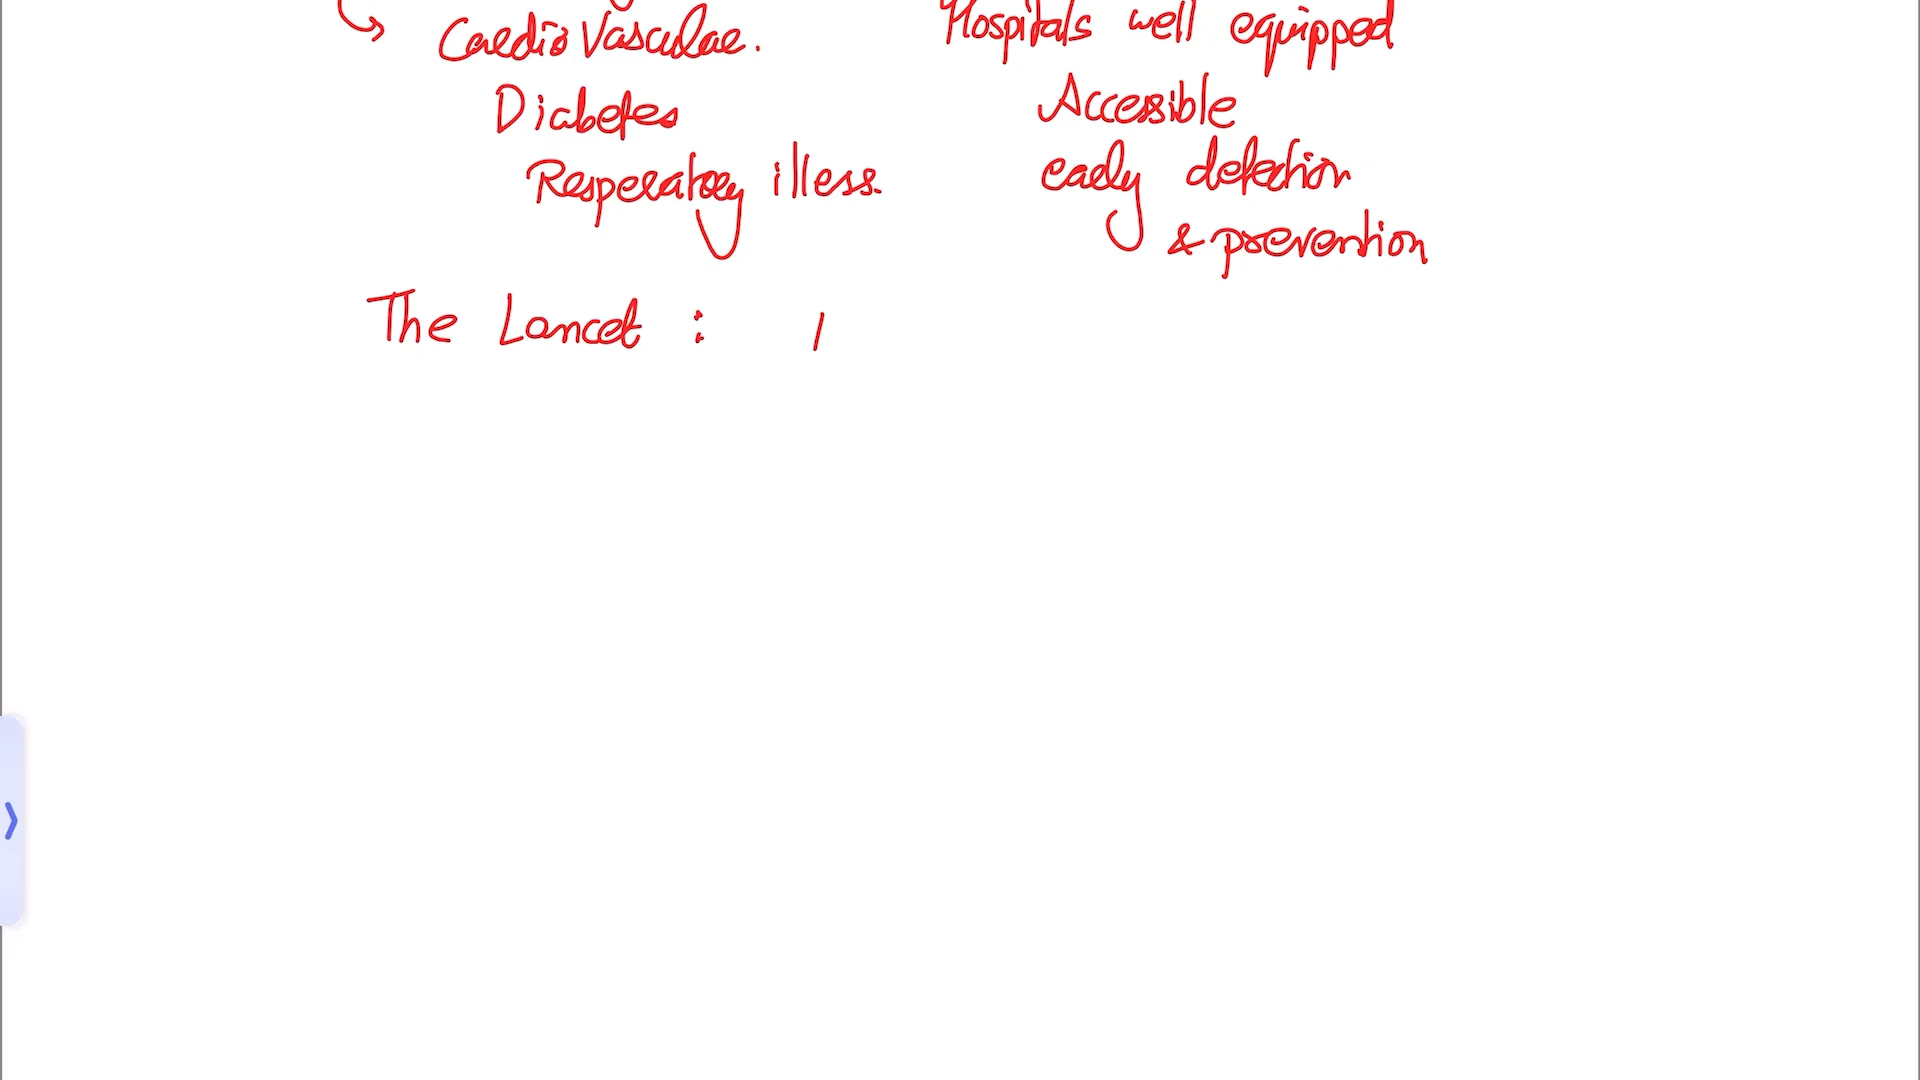 Cardio Vascular.
Diabetes
Resperatory illess.
Hospitals well equipped
Accessible
early detection
& prevention
The Lancet :